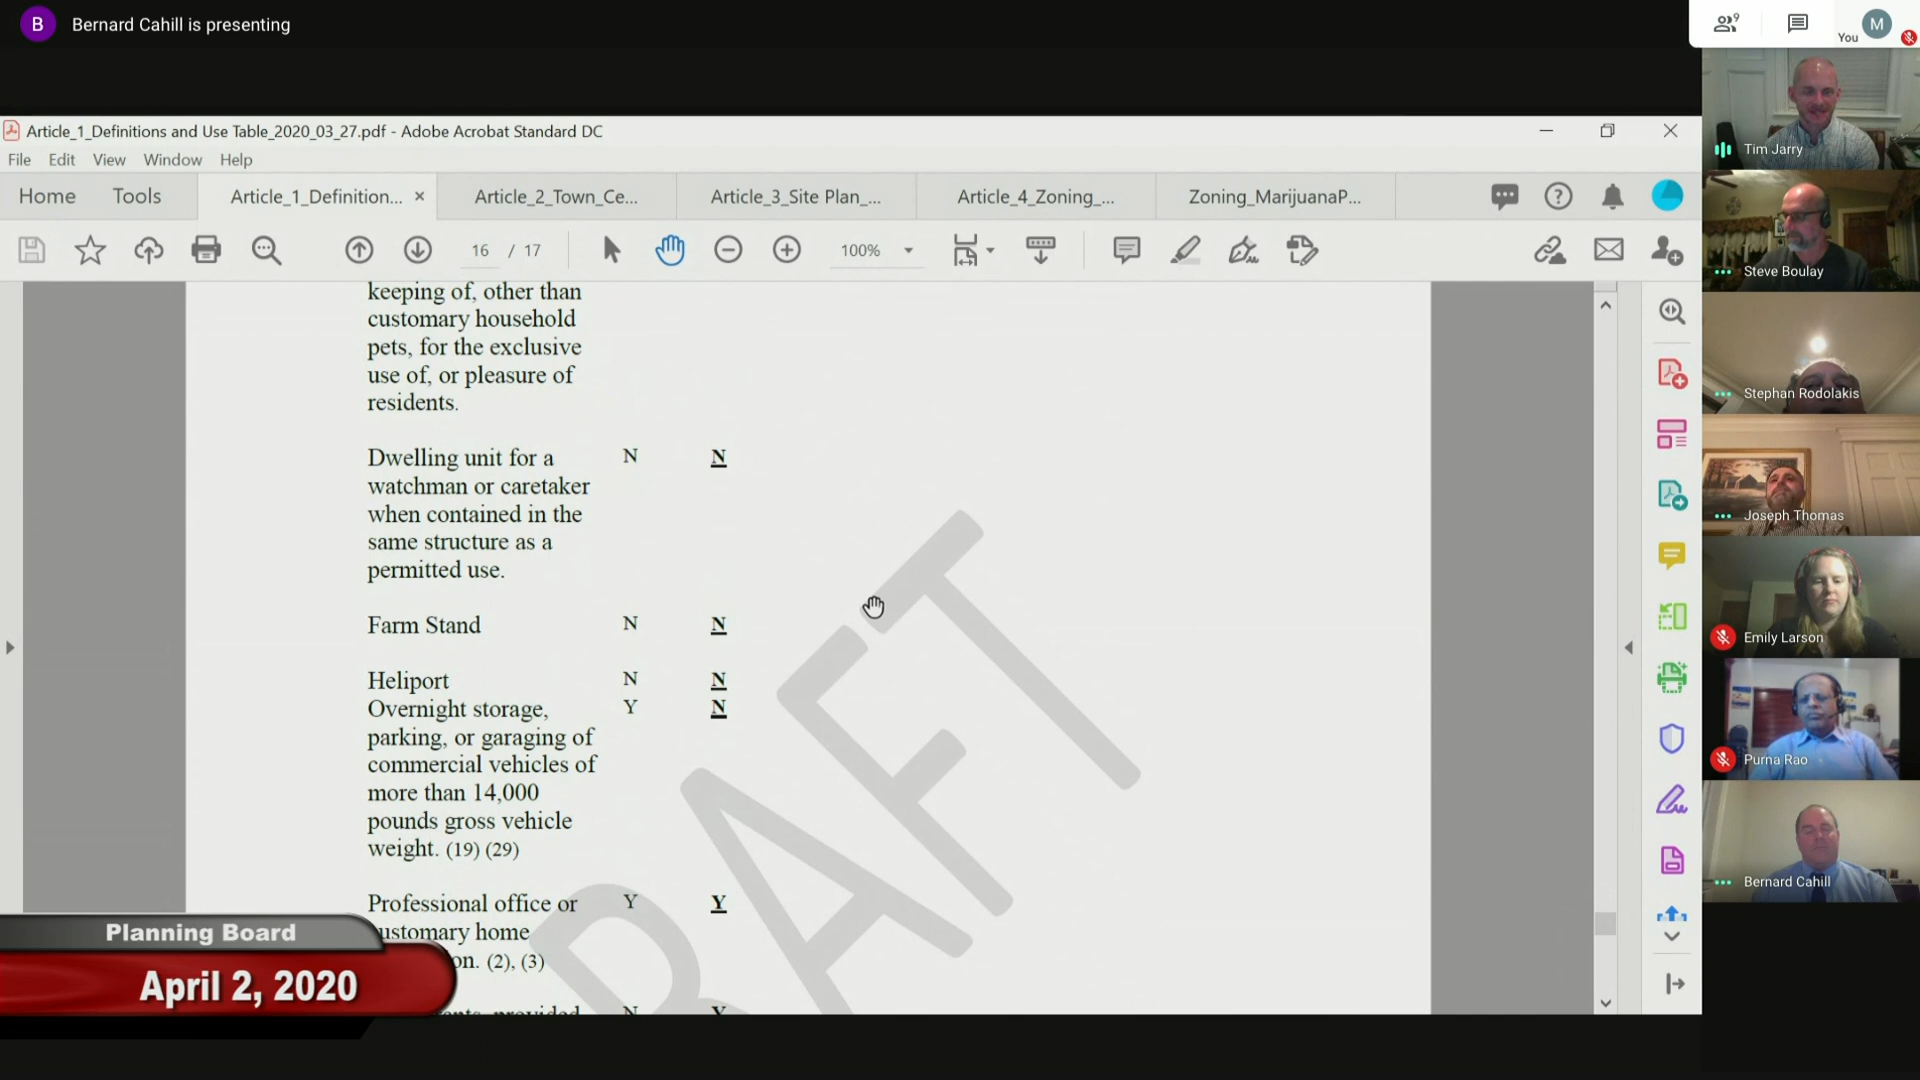 B Bernard Cahill is presenting
9
You M
Article_1_Definitions and Use Table_2020_03_27.pdf - Adobe Acrobat Standard DC
File Edit View Window Help
Home Tools Article_1_Definition... × Article_2_Town_Ce... Article_3_Site Plan_... Article_4_Zoning_... Zoning_MarijuanaP...
16 / 17 100%
keeping of, other than
customary household
pets, for the exclusive
use of, or pleasure of
residents.
Dwelling unit for a N N
watchman or caretaker
when contained in the
same structure as a
permitted use.
Farm Stand N N
Heliport N N
Overnight storage, Y N
parking, or garaging of
commercial vehicles of
more than 14,000
pounds gross vehicle
weight. (19) (29)
Professional office or Y Y
customary home
on. (2), (3)
provided N Y
RAFT
Planning Board
April 2, 2020
Tim Jarry
Steve Boulay
Stephan Rodolakis
Joseph Thomas
Emily Larson
Purna Rao
Bernard Cahill